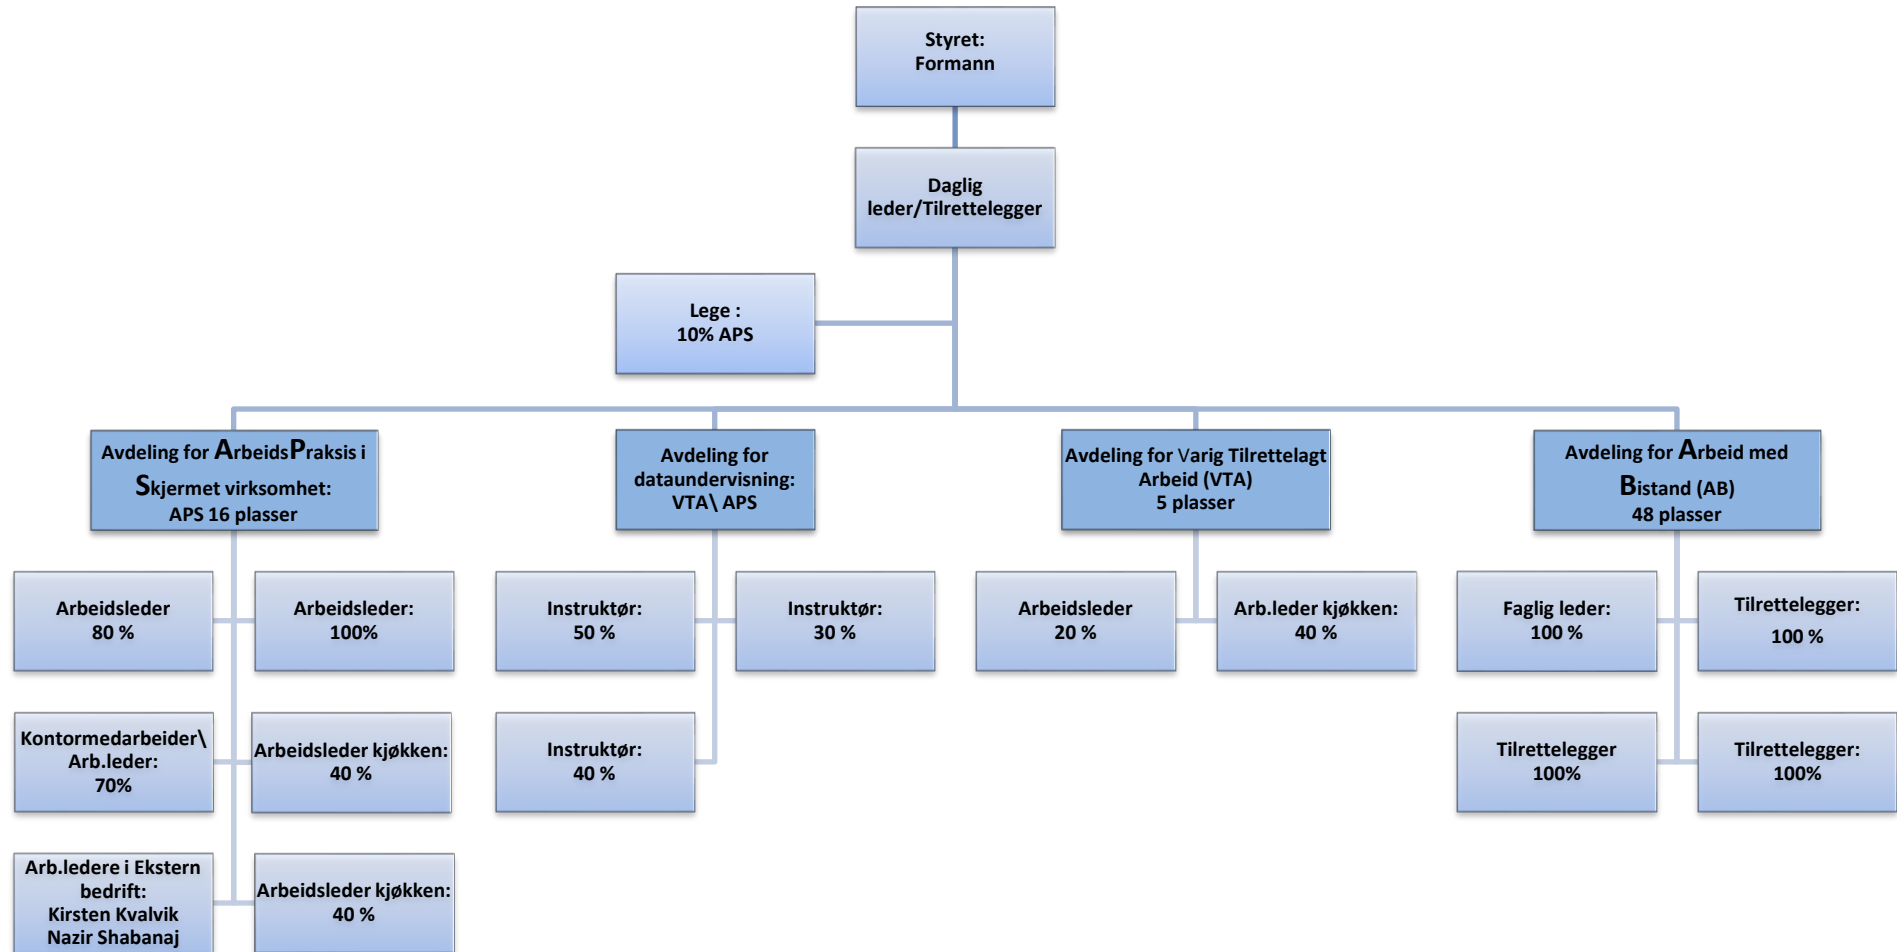 Styret:
Formann
Daglig
leder/Tilrettelegger
Lege :
10% APS
Avdeling for ArbeidsPraksis i
Skjermet virksomhet:
APS 16 plasser
Avdeling for
dataundervisning:
VTA\ APS
Avdeling for Varig Tilrettelagt
Arbeid (VTA)
5 plasser
Avdeling for Arbeid med
Bistand (AB)
48 plasser
Arbeidsleder
80 %
Arbeidsleder:
100%
Instruktør:
50 %
Instruktør:
30 %
Arbeidsleder
20 %
Arb.leder kjøkken:
40 %
Faglig leder:
100 %
Tilrettelegger:
100 %
Kontormedarbeider\
Arb.leder:
70%
Arbeidsleder kjøkken:
40 %
Instruktør:
40 %
Tilrettelegger
100%
Tilrettelegger:
100%
Arb.ledere i Ekstern
bedrift:
Kirsten Kvalvik
Nazir Shabanaj
Arbeidsleder kjøkken:
40 %